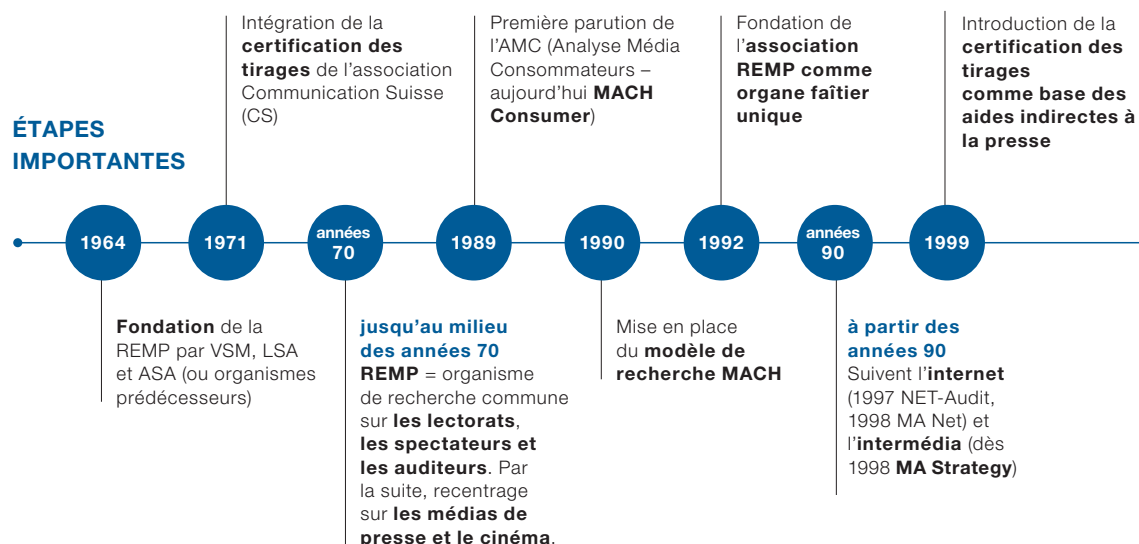 Intégration de la
certification des
tirages de l'association
Communication Suisse
(CS)
Première parution de
l'AMC (Analyse Média
Consommateurs –
aujourd'hui MACH
Consumer)
Fondation de
l'association
REMP comme
organe faîtier
unique
Introduction de la
certification des
tirages
comme base des
aides indirectes à
la presse
ÉTAPES
IMPORTANTES
1964
1971
années
70
1989
1990
1992
années
90
1999
Fondation de la
REMP par VSM, LSA
et ASA (ou organismes
prédécesseurs)
jusqu'au milieu
des années 70
REMP = organisme
de recherche commune
sur les lectorats,
les spectateurs et
les auditeurs. Par
la suite, recentrage
sur les médias de
presse et le cinéma.
Mise en place
du modèle de
recherche MACH
à partir des
années 90
Suivent l'internet
(1997 NET-Audit,
1998 MA Net) et
l'intermédia (dès
1998 MA Strategy)